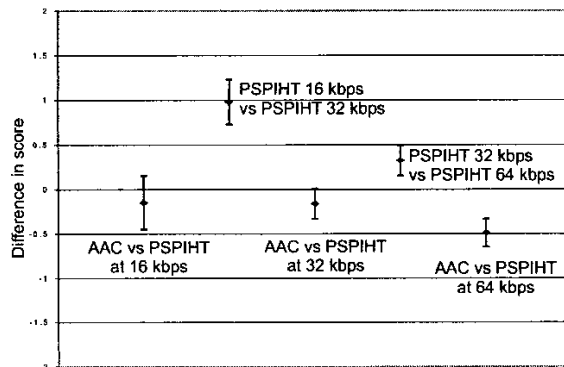 Difference in score
2
1.5
1
0.5
0
-0.5
-1
-1.5
PSPIHT 16 kbps
vs PSPIHT 32 kbps
PSPIHT 32 kbps
vs PSPIHT 64 kbps
AAC vs PSPIHT
at 16 kbps
AAC vs PSPIHT
at 32 kbps
AAC vs PSPIHT
at 64 kbps